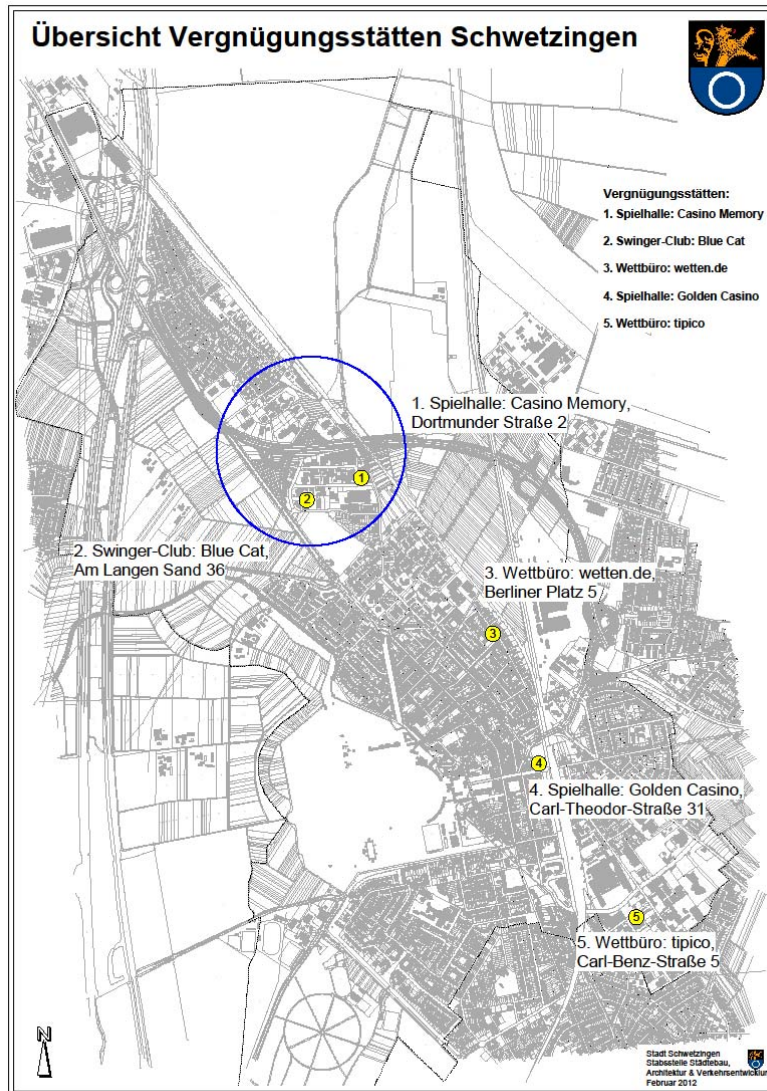 Übersicht Vergnügungsstätten Schwetzingen
Vergnügungsstätten:
1. Spielhalle: Casino Memory
2. Swinger-Club: Blue Cat
3. Wettbüro: wetten.de
4. Spielhalle: Golden Casino
5. Wettbüro: tipico
1. Spielhalle: Casino Memory,
Dortmunder Straße 2
1
2
2. Swinger-Club: Blue Cat,
Am Langen Sand 36
3. Wettbüro: wetten.de,
Berliner Platz 5
3
4
4. Spielhalle: Golden Casino,
Carl-Theodor-Straße 31
5
5. Wettbüro: tipico,
Carl-Benz-Straße 5
N
Stadt Schwetzingen
Stabsstelle Städtebau,
Architektur & Verkehrsentwicklun
Februar 2012